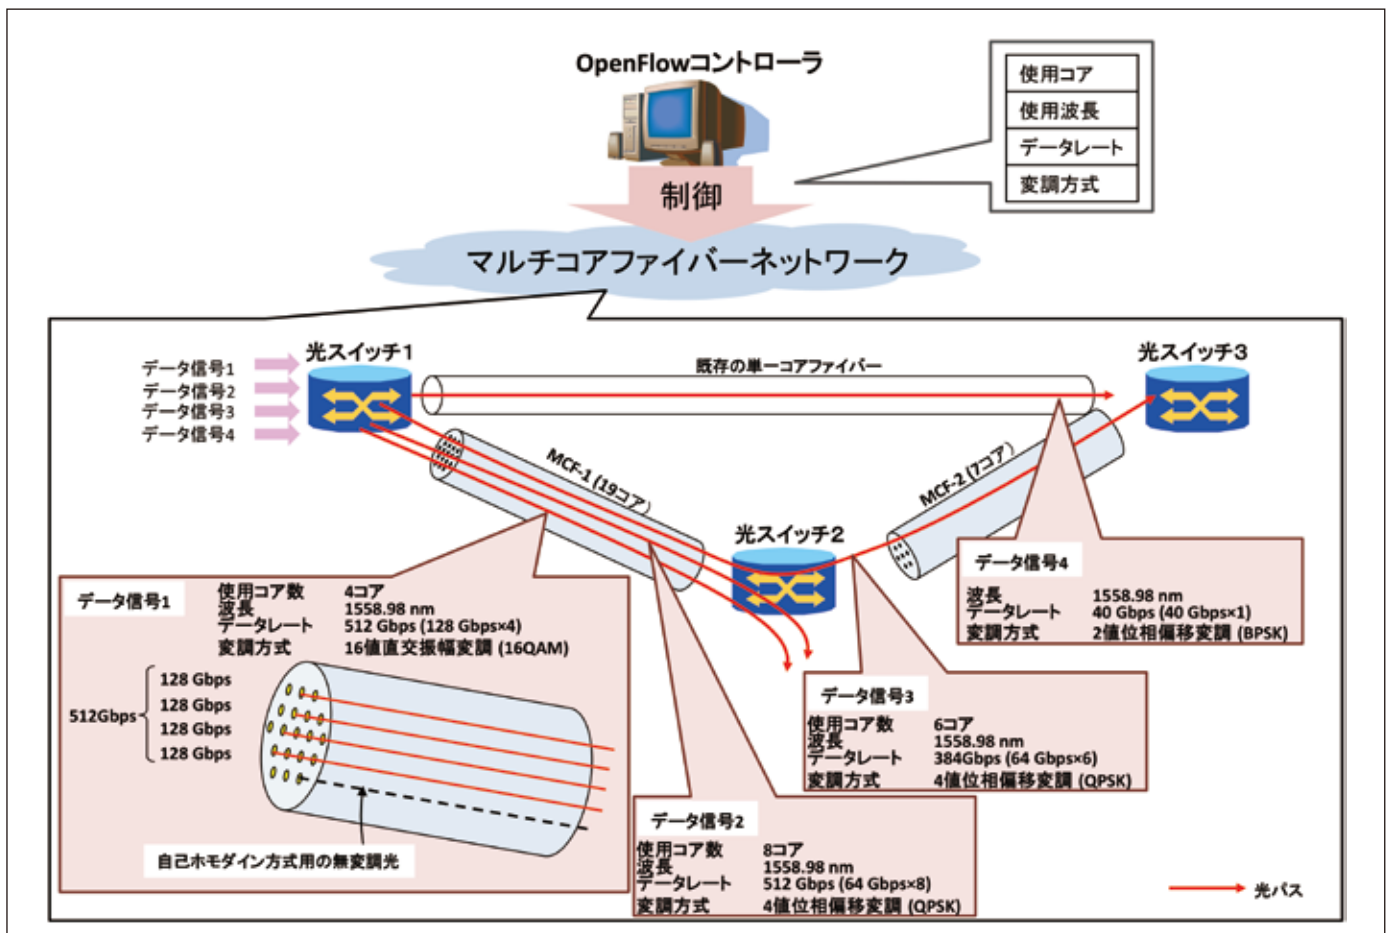 OpenFlowコントローラ
使用コア
使用波長
データレート
変調方式
制御
マルチコアファイバーネットワーク
データ信号1
データ信号2
データ信号3
データ信号4
光スイッチ1
既存の単一コアファイバー
光スイッチ3
MCF-1 (19コア)
MCF-2 (7コア)
光スイッチ2
データ信号1
使用コア数 4コア
波長 1558.98 nm
データレート 512 Gbps (128 Gbps×4)
変調方式 16値直交振幅変調 (16QAM)
512Gbps
128 Gbps
128 Gbps
128 Gbps
128 Gbps
自己ホモダイン方式用の無変調光
データ信号2
使用コア数 8コア
波長 1558.98 nm
データレート 512 Gbps (64 Gbps×8)
変調方式 4値位相偏移変調 (QPSK)
データ信号3
使用コア数 6コア
波長 1558.98 nm
データレート 384Gbps (64 Gbps×6)
変調方式 4値位相偏移変調 (QPSK)
データ信号4
波長 1558.98 nm
データレート 40 Gbps (40 Gbps×1)
変調方式 2値位相偏移変調 (BPSK)
光パス